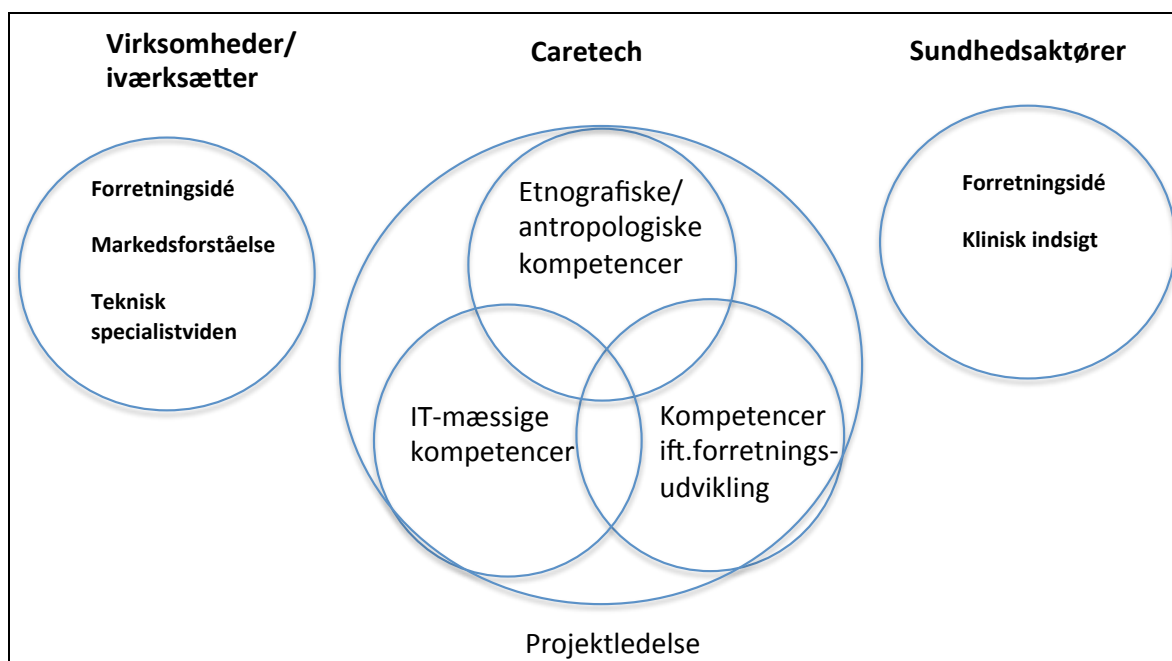 Virksomheder/
iværksætter
Forretningsidé
Markedsforståelse
Teknisk
specialistviden
Caretech
Etnografiske/
antropologiske
kompetencer
IT-mæssige
kompetencer
Kompetencer
ift.forretnings-
udvikling
Projektledelse
Sundhedsaktører
Forretningsidé
Klinisk indsigt